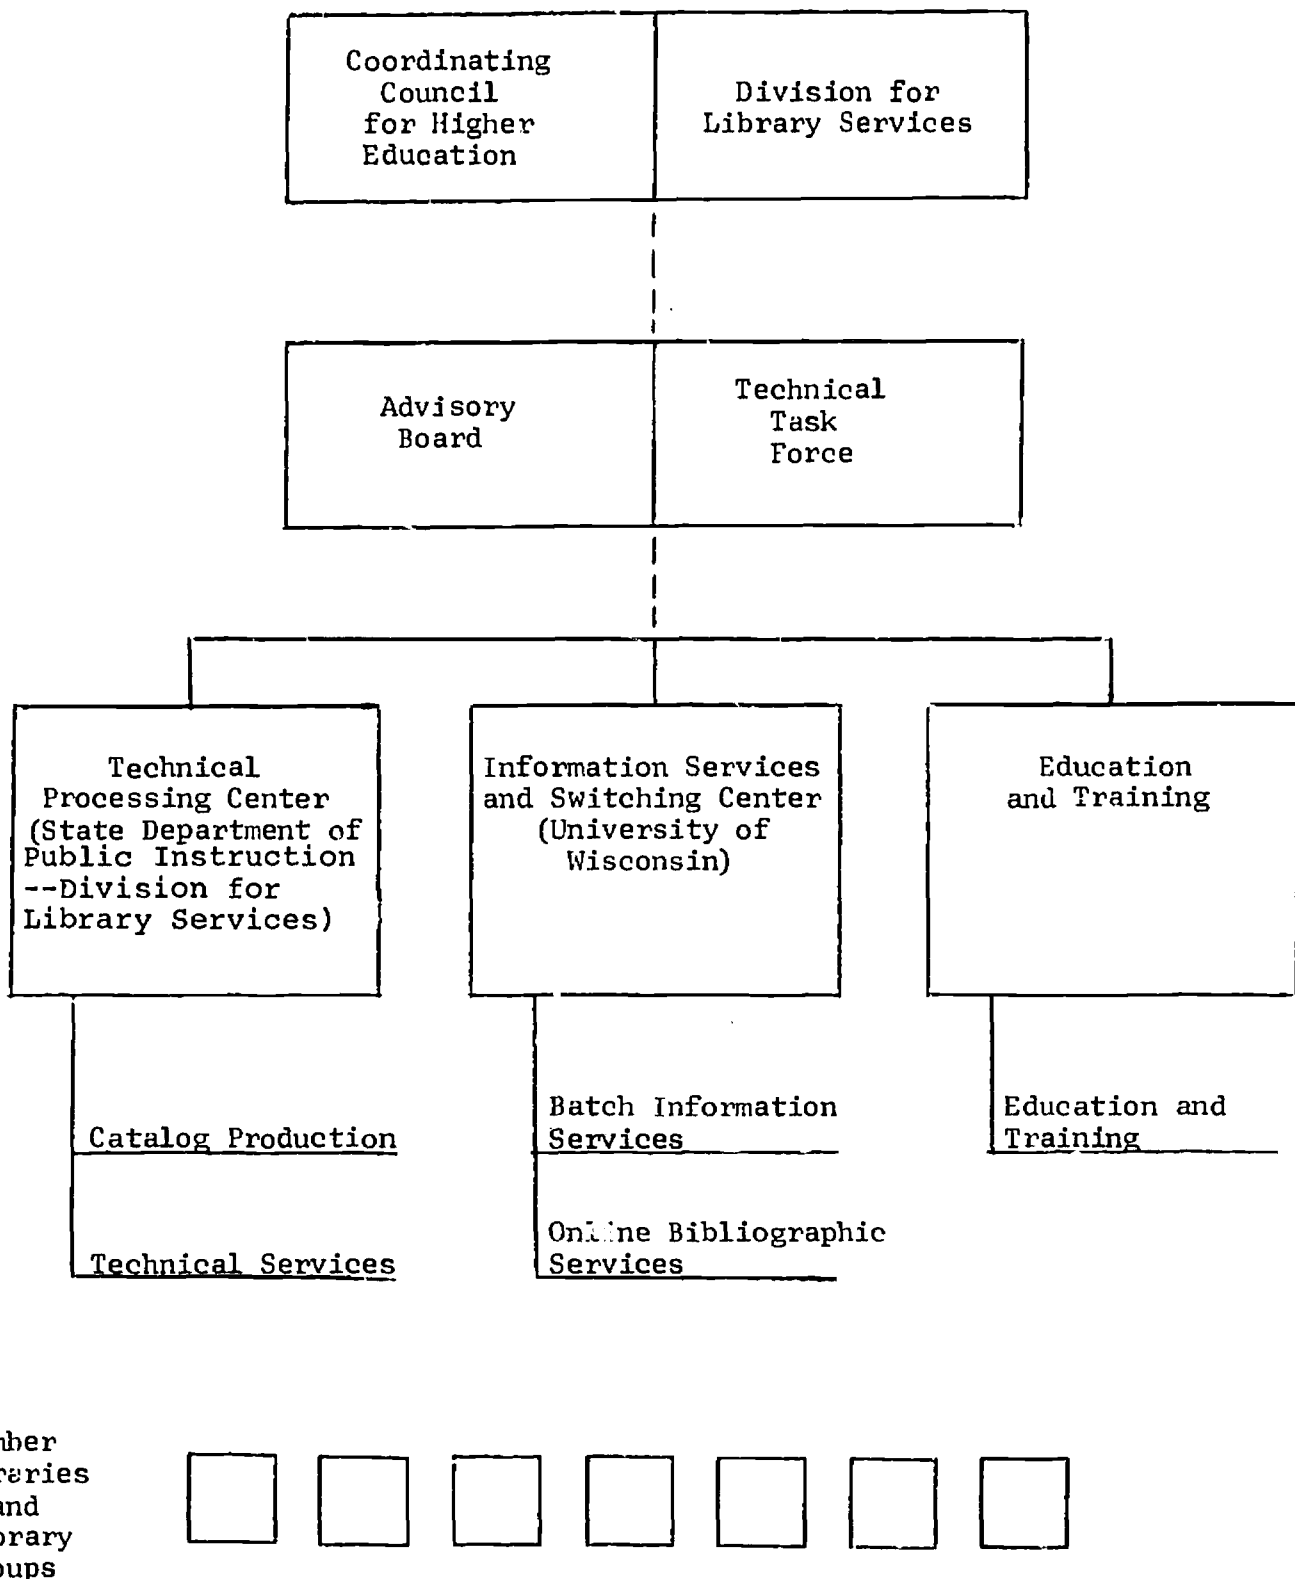 Coordinating
Council
for Higher
Education
Division for
Library Services
Advisory
Board
Technical
Task
Force
Technical
Processing Center
(State Department of
Public Instruction
--Division for
Library Services)
Information Services
and Switching Center
(University of
Wisconsin)
Education
and Training
Catalog Production
Technical Services
Batch Information
Services
Online Bibliographic
Services
Education and
Training
and